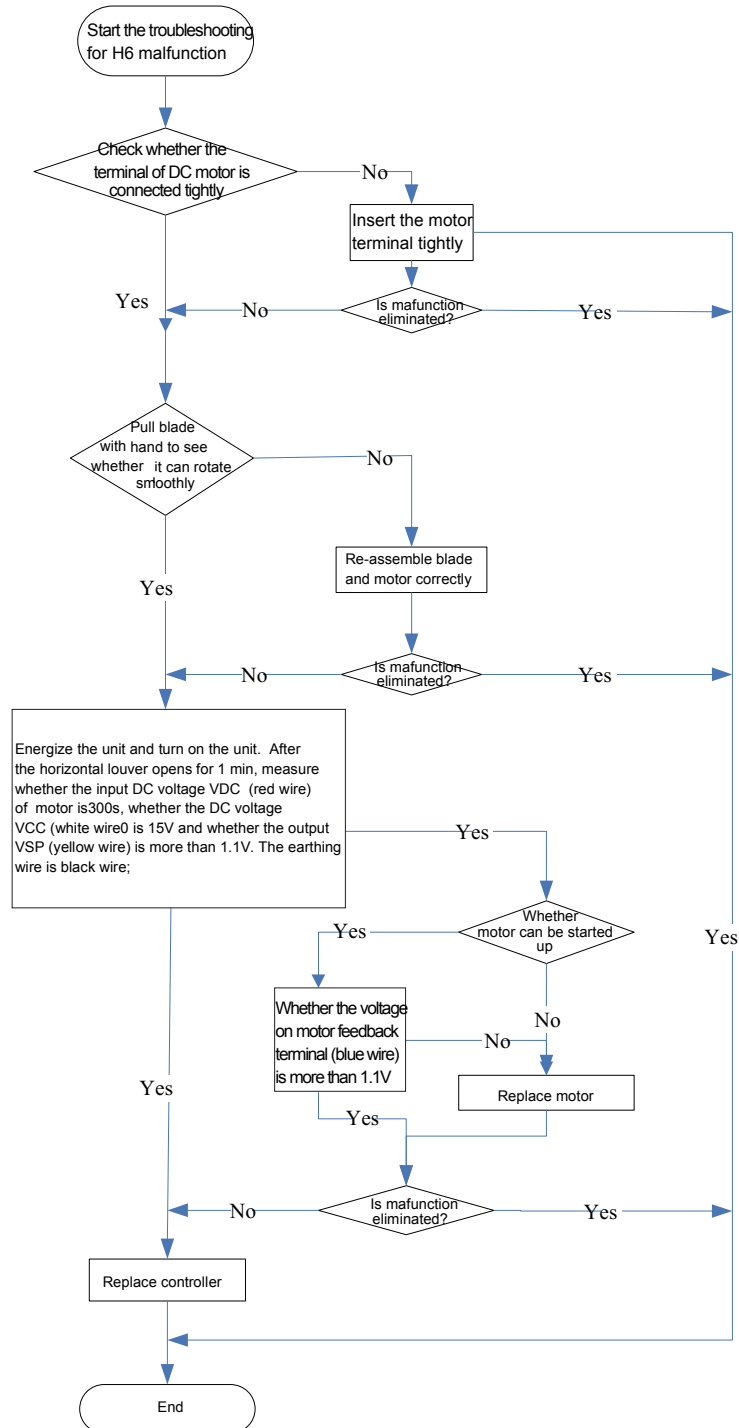 Start the troubleshooting
for H6 malfunction
Check whether the
terminal of DC motor is
connected tightly
No
Insert the motor
terminal tightly
Yes
No
Is mafunction
eliminated?
Yes
Pull blade
with hand to see
whether it can rotate
smoothly
No
Re-assemble blade
and motor correctly
Yes
No
Is mafunction
eliminated?
Yes
Energize the unit and turn on the unit. After
the horizontal louver opens for 1 min, measure
whether the input DC voltage VDC (red wire)
of motor is300s, whether the DC voltage
VCC (white wire0 is 15V and whether the output
VSP (yellow wire) is more than 1.1V. The earthing
wire is black wire;
Yes
Whether
motor can be started
up
Yes
Yes
Whether the voltage
on motor feedback
terminal (blue wire)
is more than 1.1V
No
No
Replace motor
Yes
Yes
Is mafunction
eliminated?
No
Yes
Replace controller
End